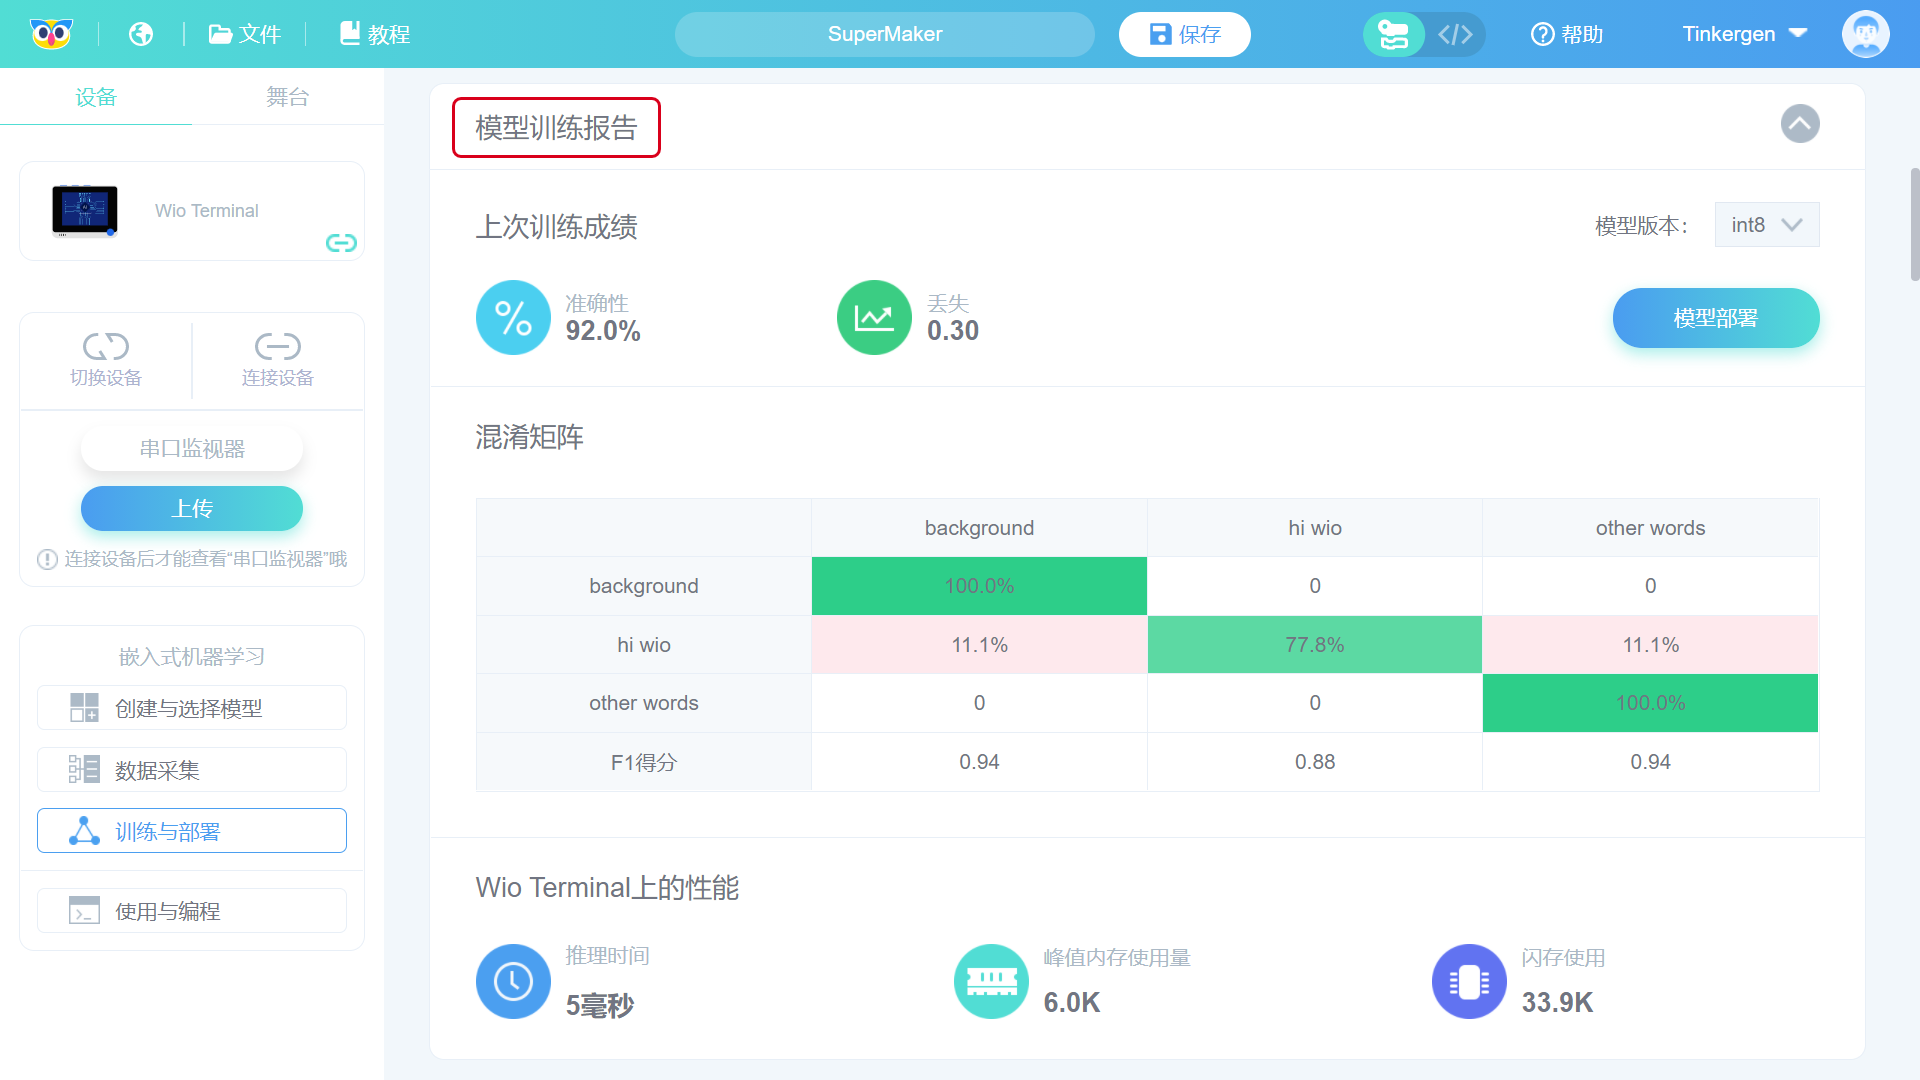 文件
教程
SuperMaker
保存
帮助
Tinkergen
设备
舞台
Wio Terminal
切换设备
连接设备
串口监视器
上传
连接设备后才能查看“串口监视器”哦
嵌入式机器学习
创建与选择模型
数据采集
训练与部署
使用与编程
模型训练报告
上次训练成绩
模型版本：
int8
准确性
92.0%
丢失
0.30
模型部署
混淆矩阵
background hi wio other words
background 100.0% 0 0
hi wio 11.1% 77.8% 11.1%
other words 0 0 100.0%
F1得分 0.94 0.88 0.94
Wio Terminal上的性能
推理时间
5毫秒
峰值内存使用量
6.0K
闪存使用
33.9K